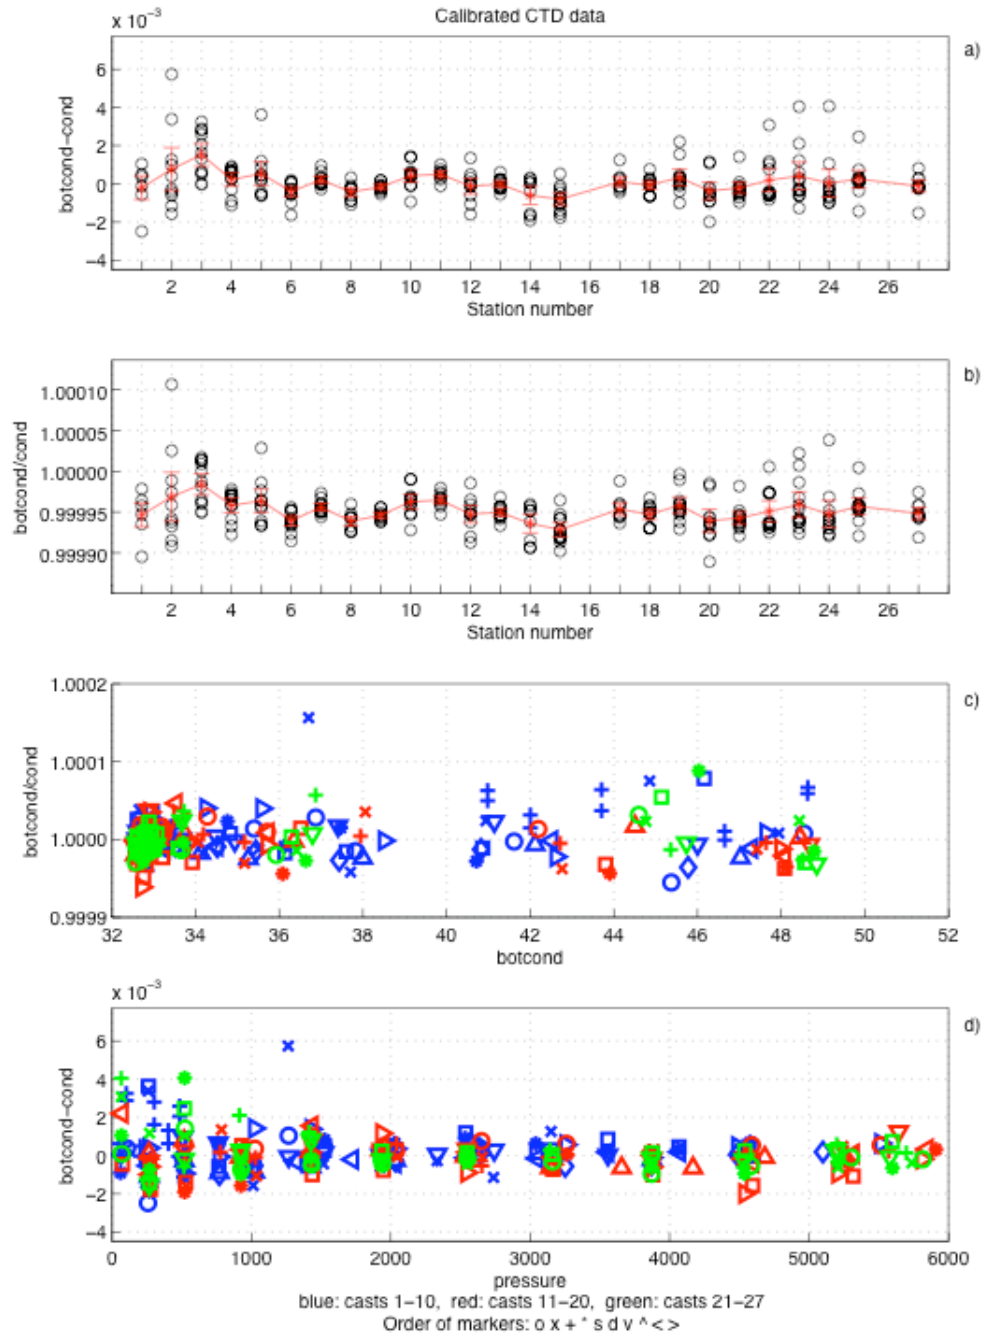 x 10⁻³
Calibrated CTD data
a)
botcond−cond
6
4
2
0
−2
−4
2 4 6 8 10 12 14 16 18 20 22 24 26
Station number
b)
botcond/cond
1.00010
1.00005
1.00000
0.99995
0.99990
2 4 6 8 10 12 14 16 18 20 22 24 26
Station number
c)
botcond/cond
1.0002
1.0001
1.0000
0.9999
32 34 36 38 40 42 44 46 48 50 52
botcond
x 10⁻³
d)
botcond−cond
6
4
2
0
−2
−4
0 1000 2000 3000 4000 5000 6000
pressure
blue: casts 1−10, red: casts 11−20, green: casts 21−27
Order of markers: o x + * s d v ^ < >